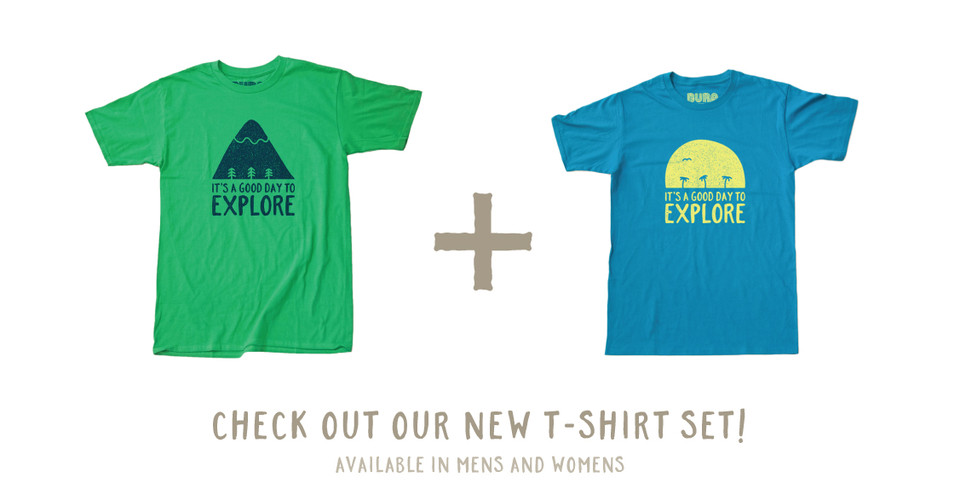 IT'S A GOOD DAY TO
EXPLORE
IT'S A GOOD DAY TO
EXPLORE
CHECK OUT OUR NEW T-SHIRT SET!
AVAILABLE IN MENS AND WOMENS